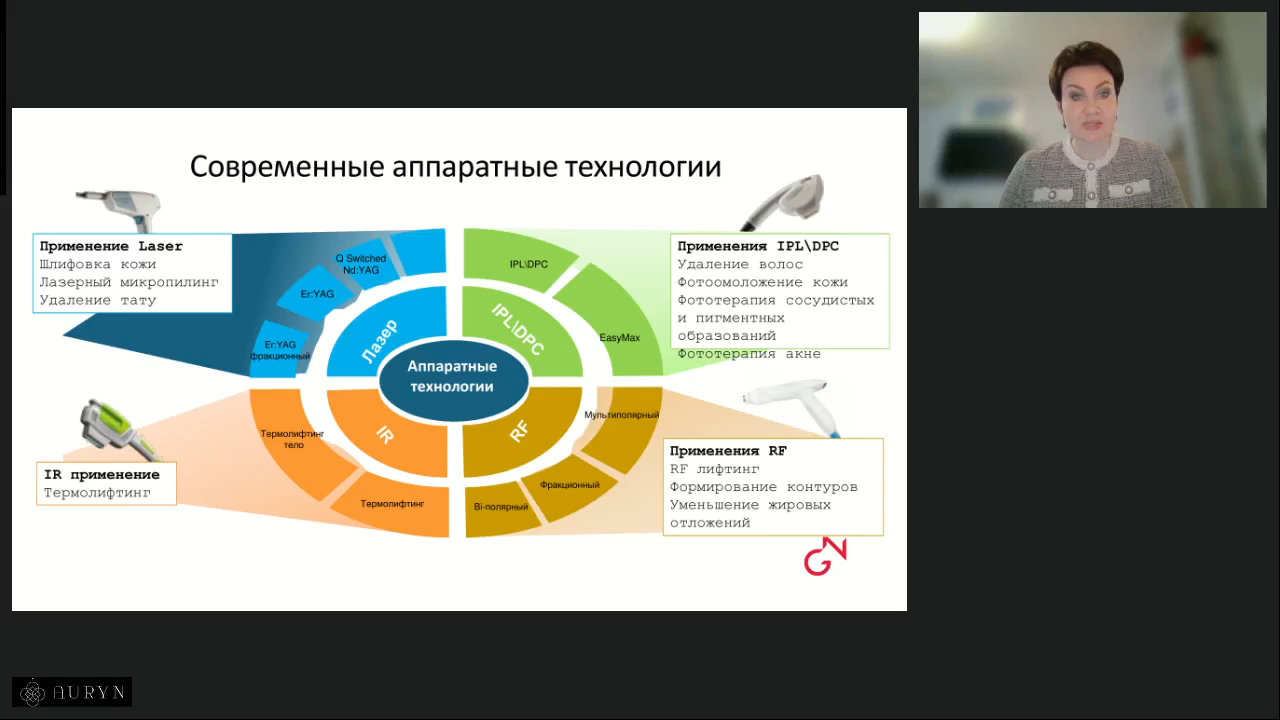 Современные аппаратные технологии
Применение Laser
Шлифовка кожи
Лазерный микропилинг
Удаление тату
Q Switched
Nd:YAG
Er:YAG
Er:YAG
фракционный
Лазер
IPL\DPC
EasyMax
IPL\DPC
Применения IPL\DPC
Удаление волос
Фотоомоложение кожи
Фототерапия сосудистых
и пигментных
образований
Фототерапия акне
Аппаратные
технологии
IR применение
Термолифтинг
Термолифтинг
тело
Термолифтинг
IR
RF
Мультиполярный
Фракционный
Bi-полярный
Применения RF
RF лифтинг
Формирование контуров
Уменьшение жировых
отложений
GN
AURYN